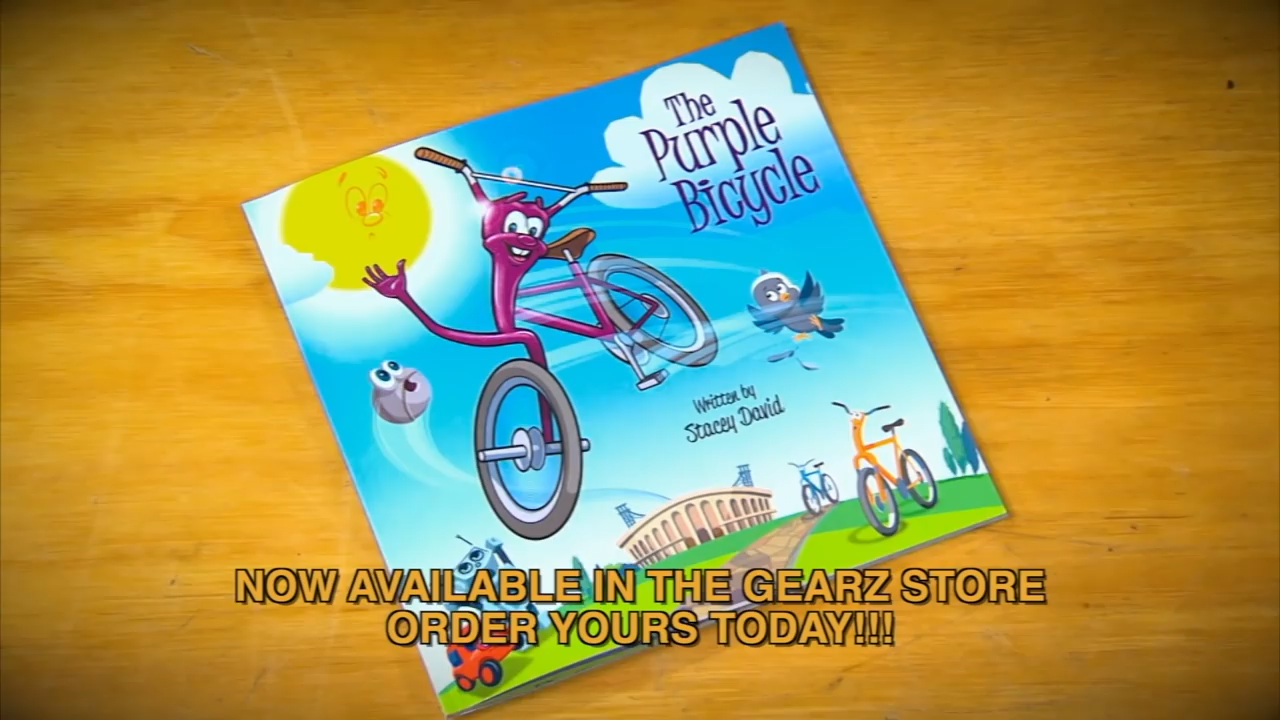 The
Purple
Bicycle
Written by
Stacey David
NOW AVAILABLE IN THE GEARZ STORE
ORDER YOURS TODAY!!!